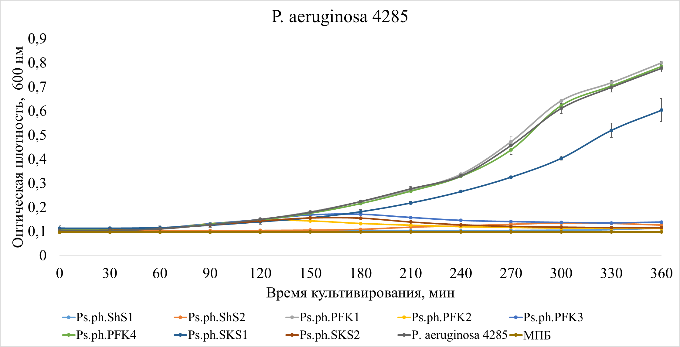 P. aeruginosa 4285
Оптическая плотность, 600 нм
0,9
0,8
0,7
0,6
0,5
0,4
0,3
0,2
0,1
0
0 30 60 90 120 150 180 210 240 270 300 330 360
Время культивирования, мин
Ps.ph.ShS1 Ps.ph.ShS2 Ps.ph.PFK1 Ps.ph.PFK2 Ps.ph.PFK3
Ps.ph.PFK4 Ps.ph.SKS1 Ps.ph.SKS2 P. aeruginosa 4285 МПБ